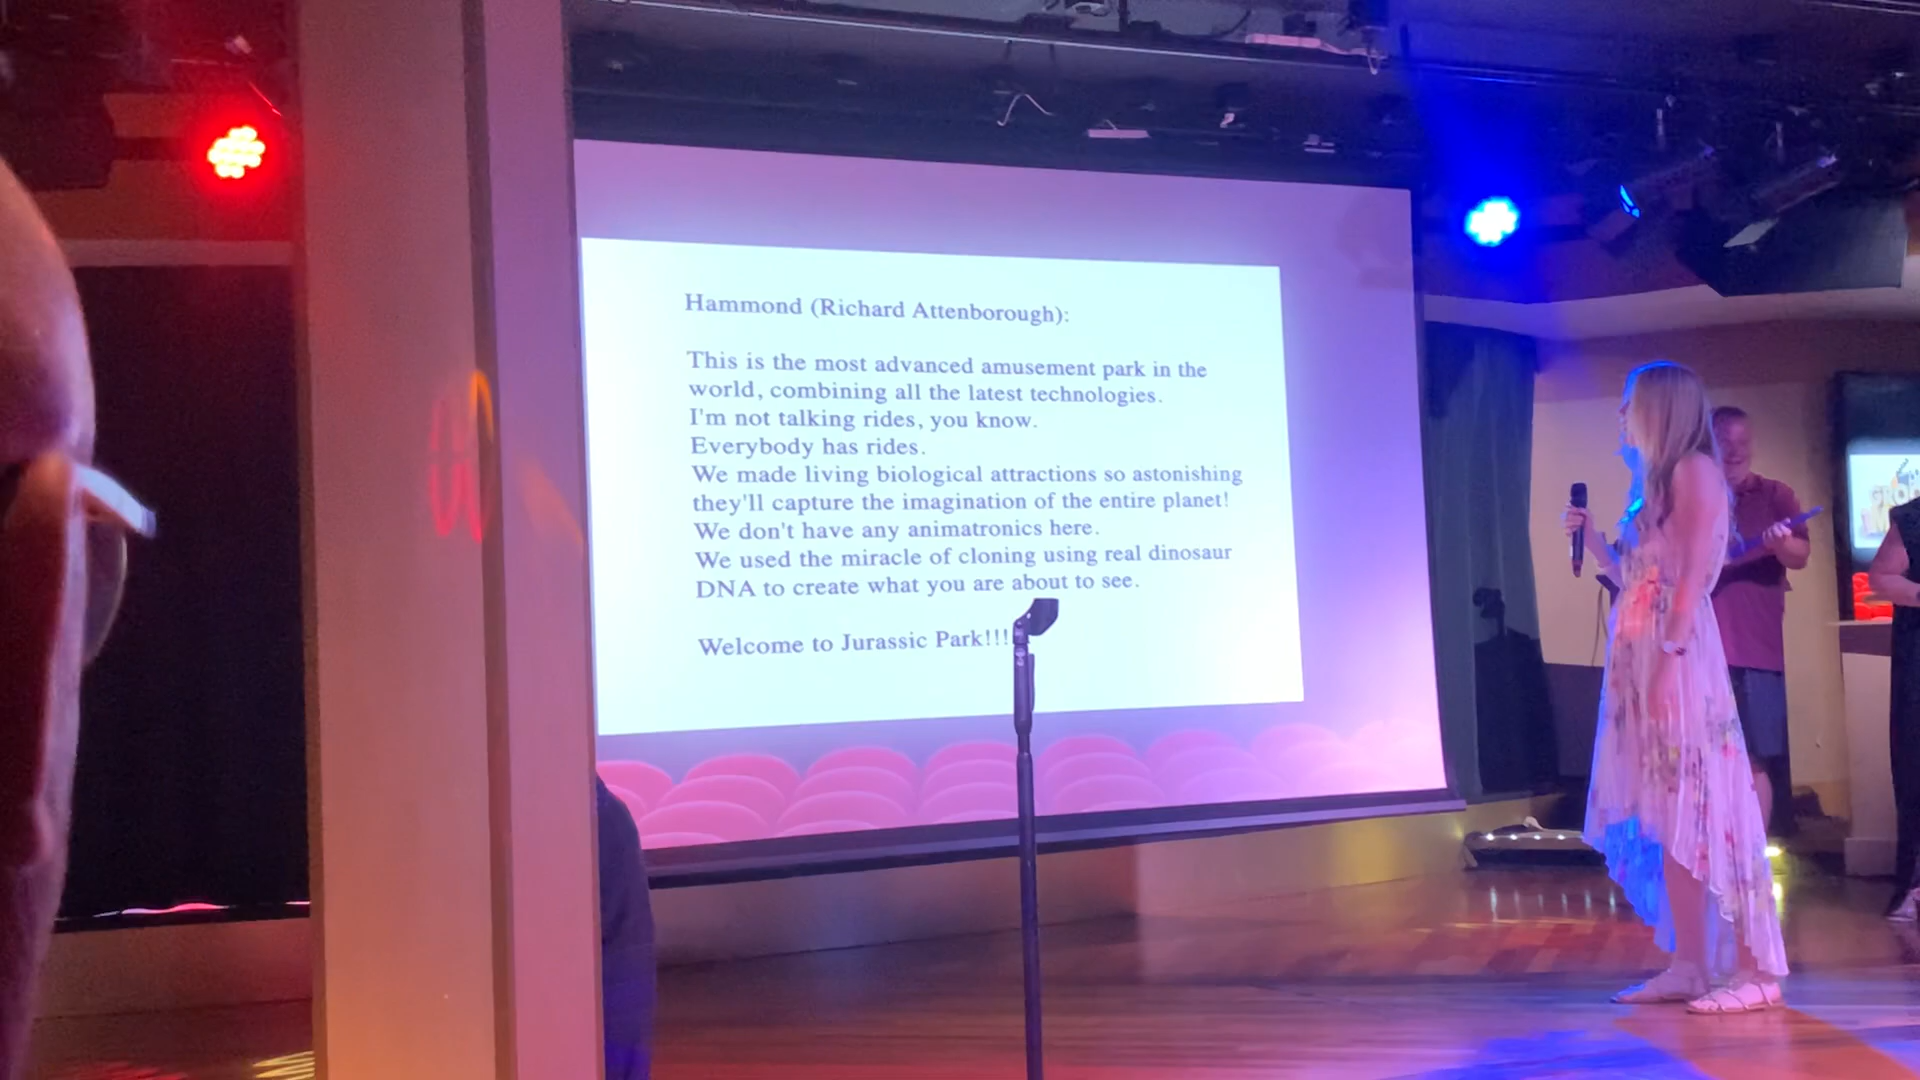 Hammond (Richard Attenborough):
This is the most advanced amusement park in the
world, combining all the latest technologies.
I'm not talking rides, you know.
Everybody has rides.
We made living biological attractions so astonishing
they'll capture the imagination of the entire planet!
We don't have any animatronics here.
We used the miracle of cloning using real dinosaur
DNA to create what you are about to see.
Welcome to Jurassic Park!!!